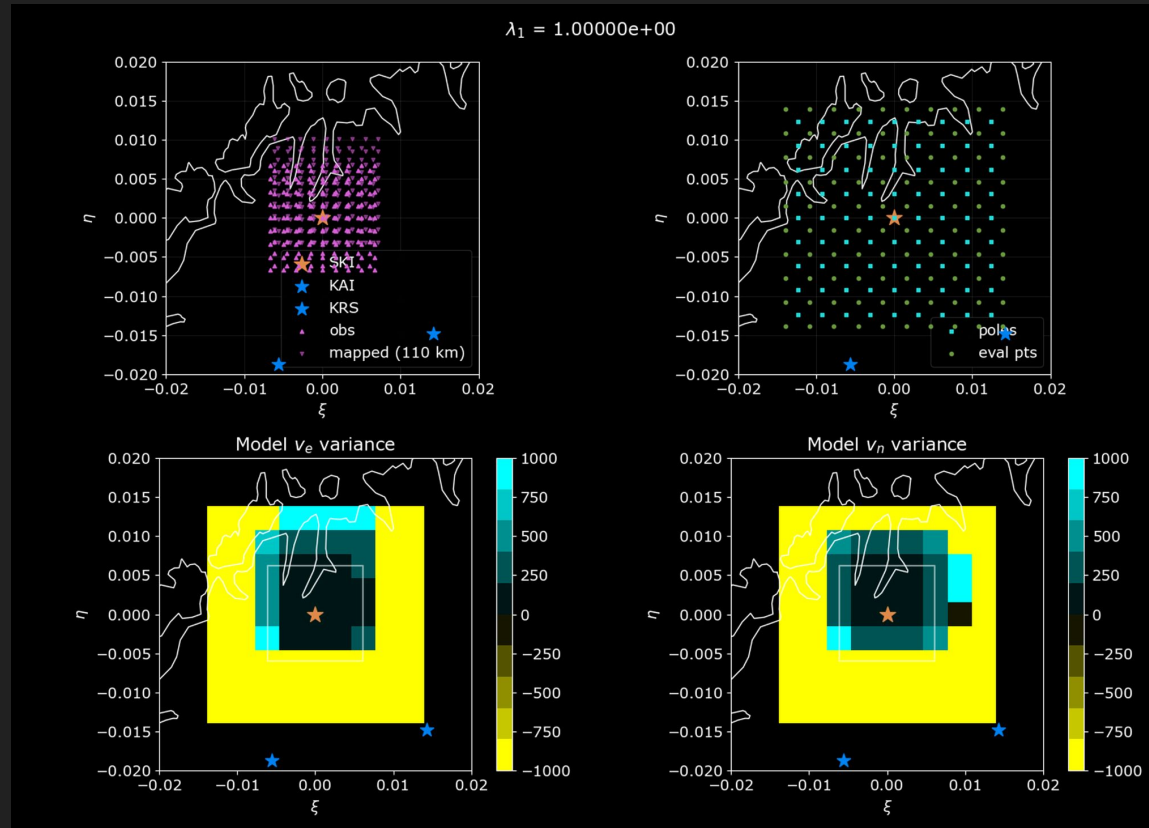 λ₁ = 1.00000e+00
0.020
0.015
0.010
0.005
0.000
−0.005
−0.010
−0.015
−0.020
η
−0.02 −0.01 0.00 0.01 0.02
ξ
SKI
KAI
KRS
obs
mapped (110 km)
0.020
0.015
0.010
0.005
0.000
−0.005
−0.010
−0.015
−0.020
η
−0.02 −0.01 0.00 0.01 0.02
ξ
poles
eval pts
Model vₑ variance
0.020
0.015
0.010
0.005
0.000
−0.005
−0.010
−0.015
−0.020
η
−0.02 −0.01 0.00 0.01 0.02
ξ
1000
750
500
250
0
−250
−500
−750
−1000
Model vₙ variance
0.020
0.015
0.010
0.005
0.000
−0.005
−0.010
−0.015
−0.020
η
−0.02 −0.01 0.00 0.01 0.02
ξ
1000
750
500
250
0
−250
−500
−750
−1000